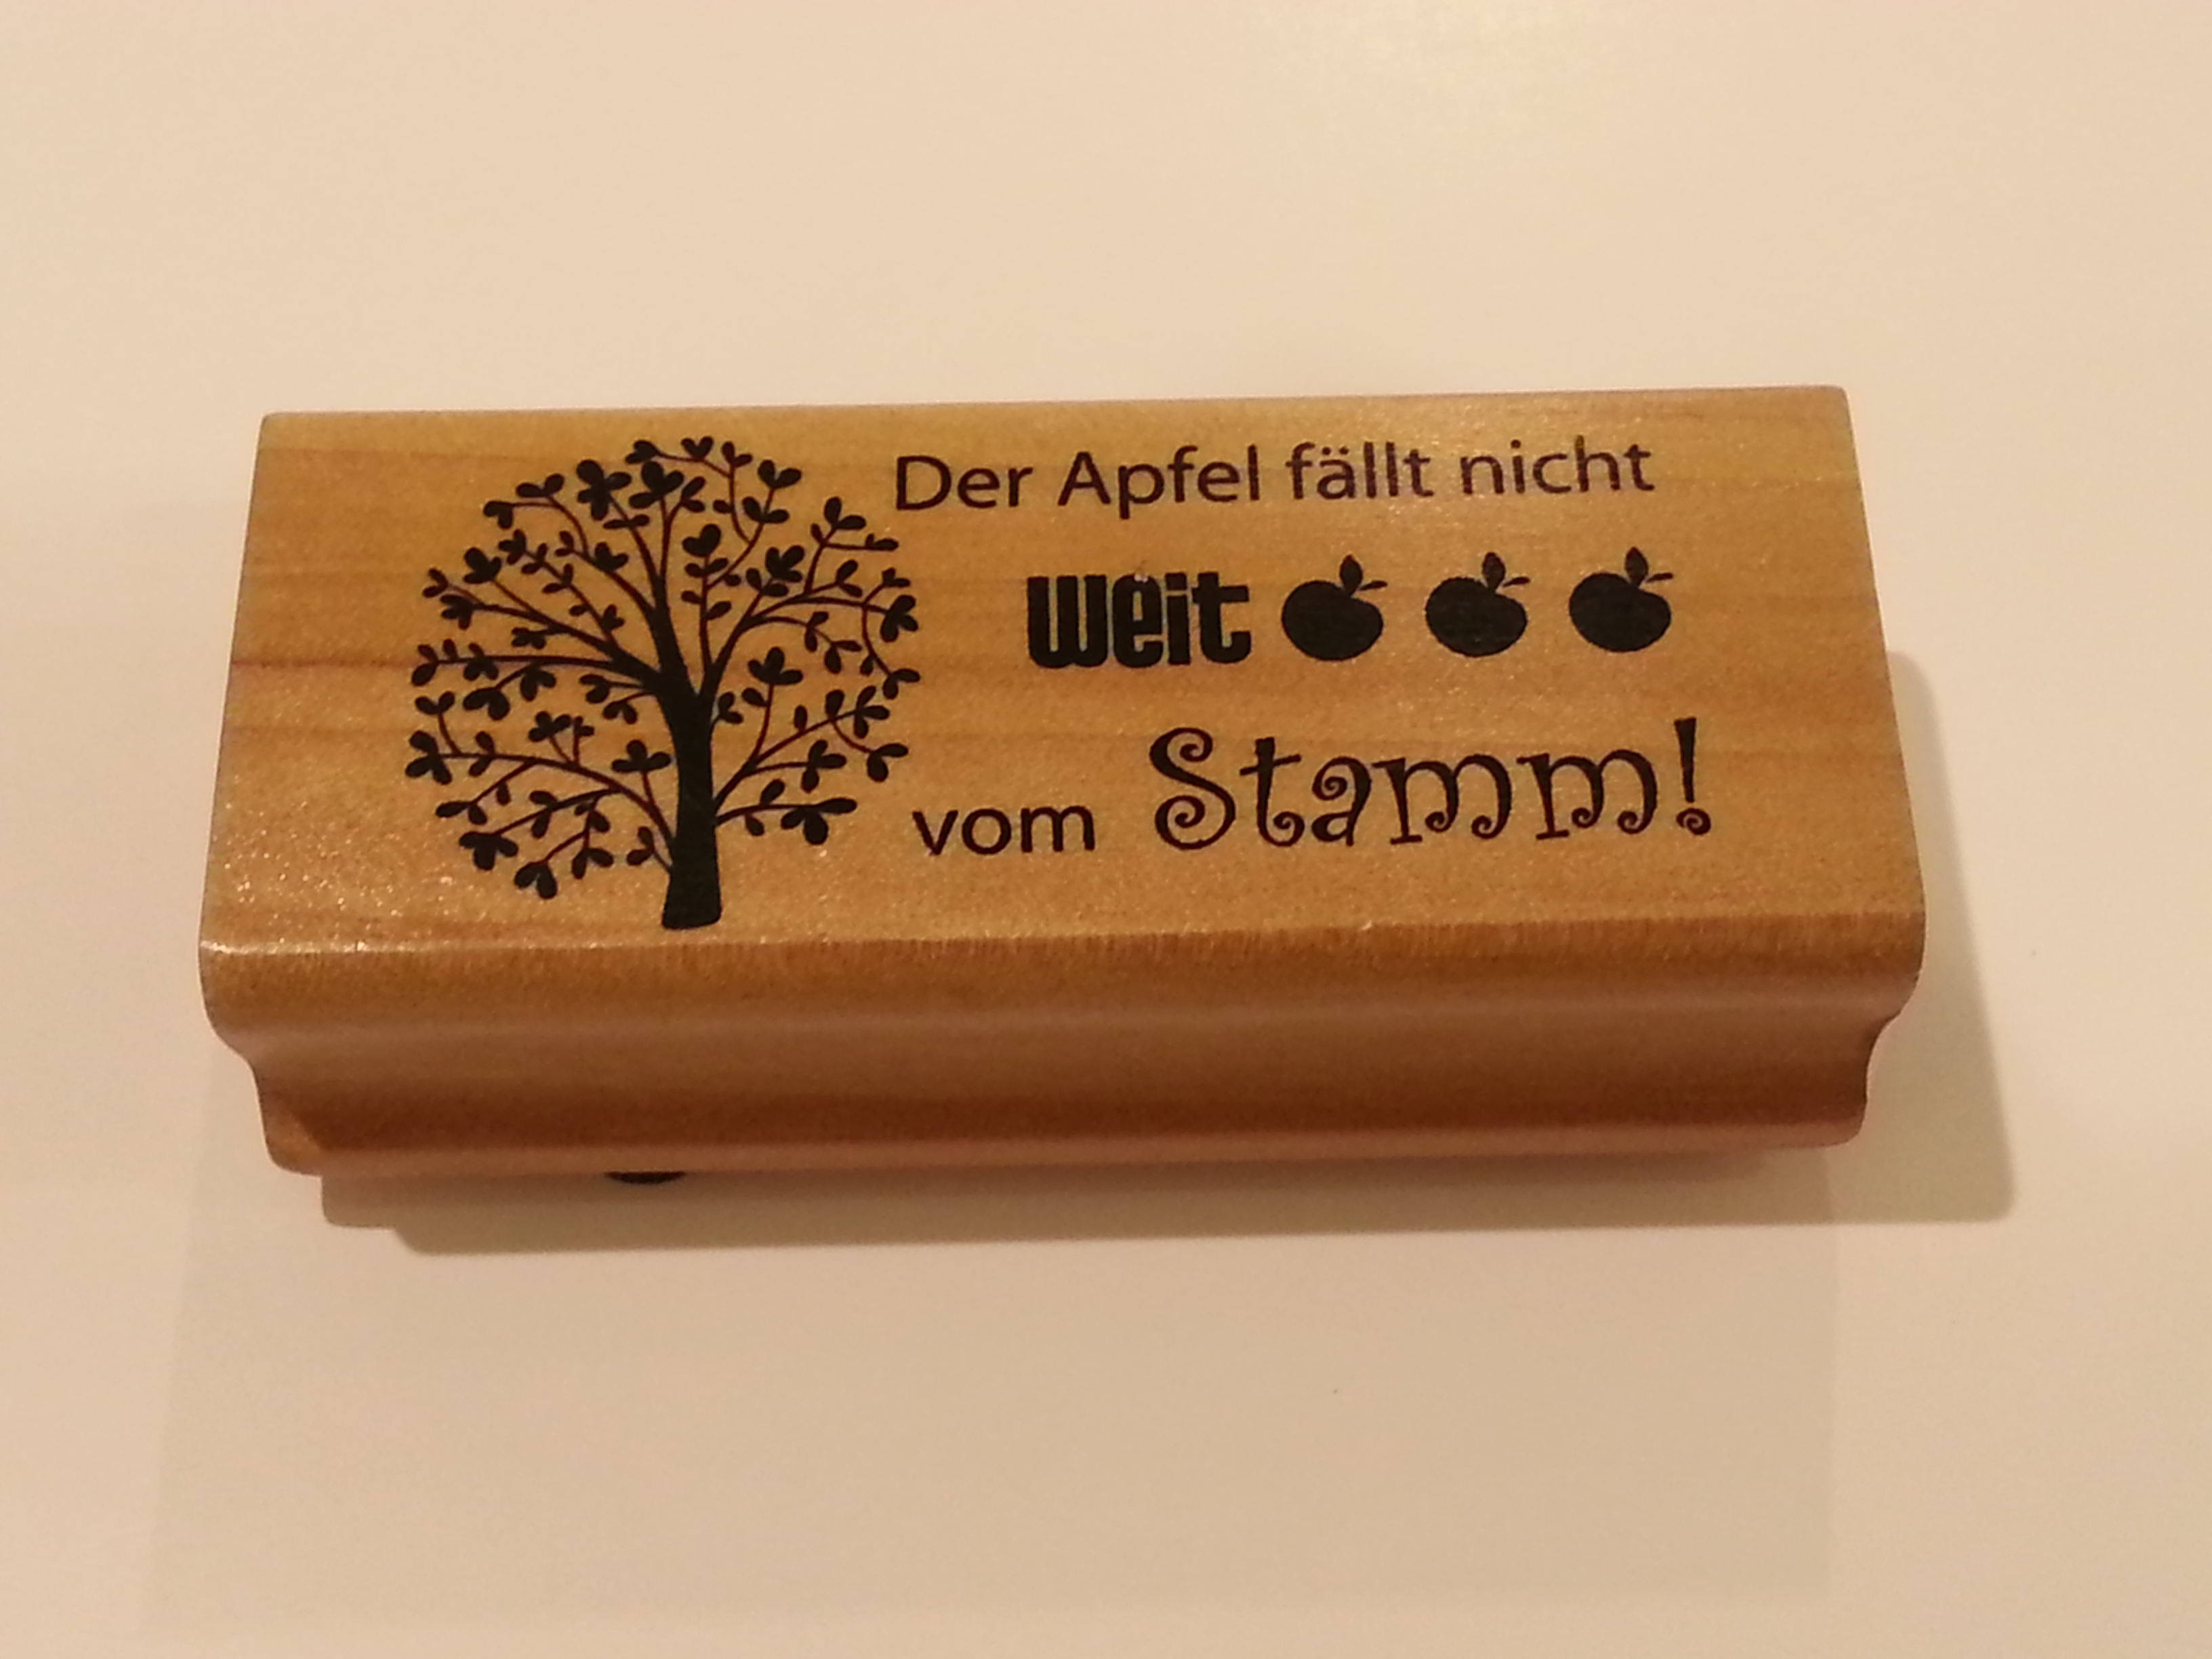 Der Apfel fällt nicht
weit
vom Stamm!